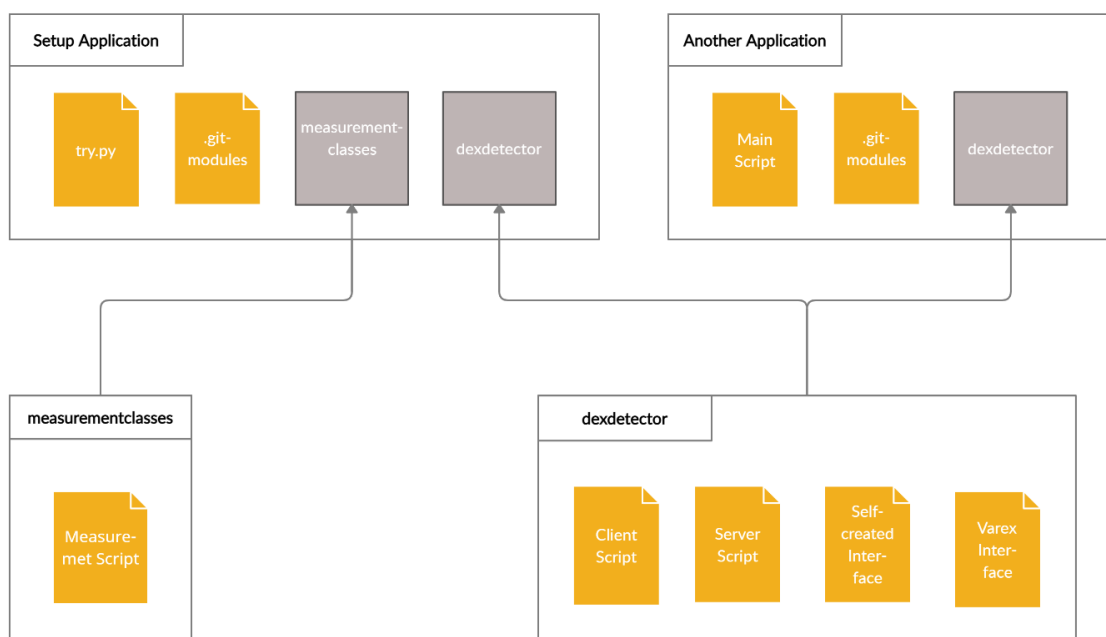 Setup Application
Another Application
try.py
.git-
modules
measurement-
classes
dexdetector
Main
Script
.git-
modules
dexdetector
measurementclasses
dexdetector
Measure-
met Script
Client
Script
Server
Script
Self-
created
Inter-
face
Varex
Inter-
face